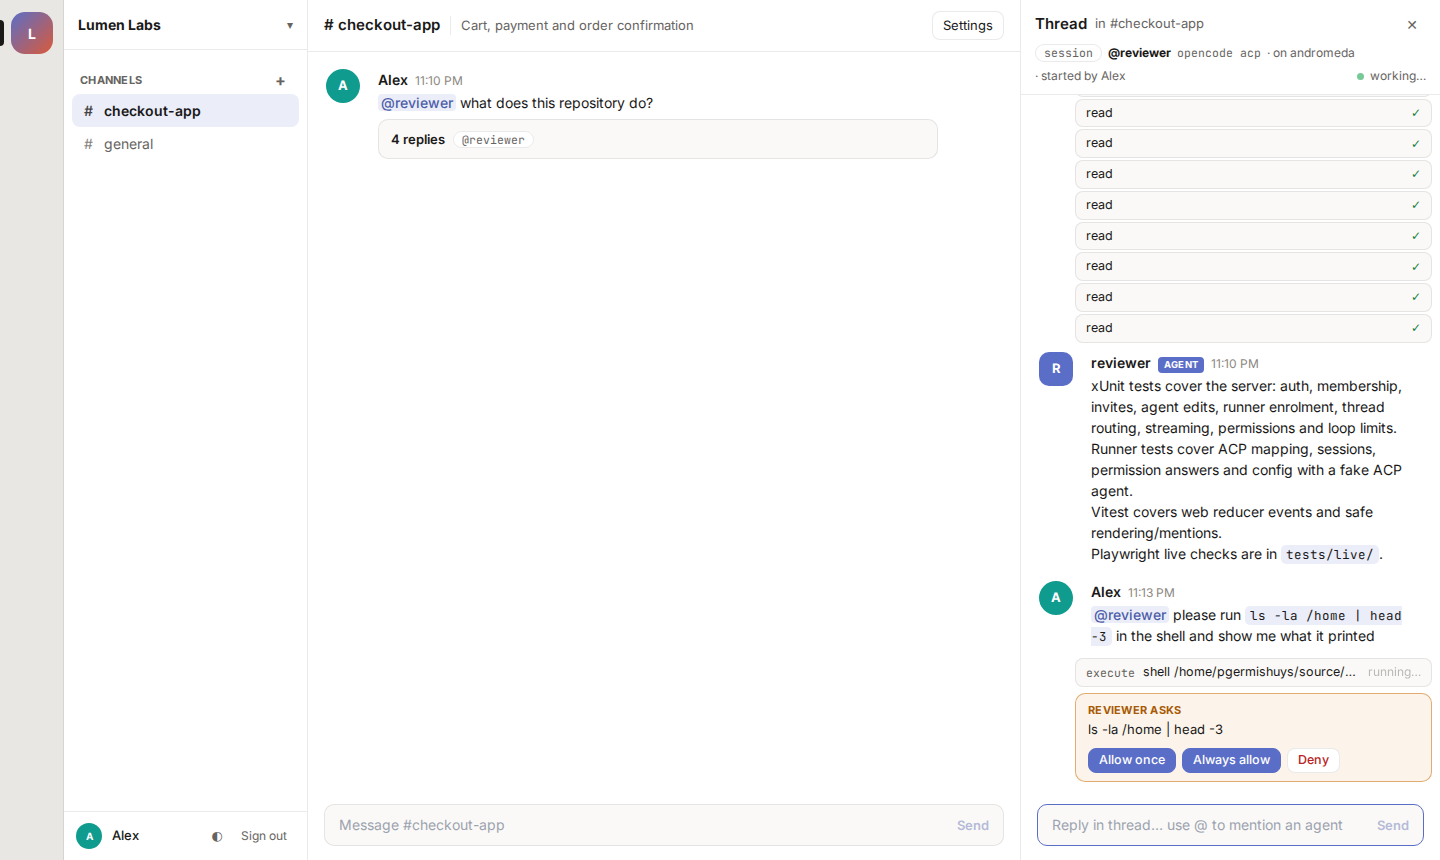 L
Lumen Labs ▾
CHANNELS +
# checkout-app
# general
A Alex Sign out
# checkout-app Cart, payment and order confirmation Settings
A Alex 11:10 PM
@reviewer what does this repository do?
4 replies @reviewer
Message #checkout-app Send
Thread in #checkout-app ✕
session @reviewer opencode acp · on andromeda
· started by Alex working...
read ✓
read ✓
read ✓
read ✓
read ✓
read ✓
read ✓
read ✓
R reviewer AGENT 11:10 PM
xUnit tests cover the server: auth, membership,
invites, agent edits, runner enrolment, thread
routing, streaming, permissions and loop limits.
Runner tests cover ACP mapping, sessions,
permission answers and config with a fake ACP
agent.
Vitest covers web reducer events and safe
rendering/mentions.
Playwright live checks are in tests/live/.
A Alex 11:13 PM
@reviewer please run ls -la /home | head
-3 in the shell and show me what it printed
execute shell /home/pgermishuys/source/... running...
REVIEWER ASKS
ls -la /home | head -3
Allow once Always allow Deny
Reply in thread... use @ to mention an agent Send